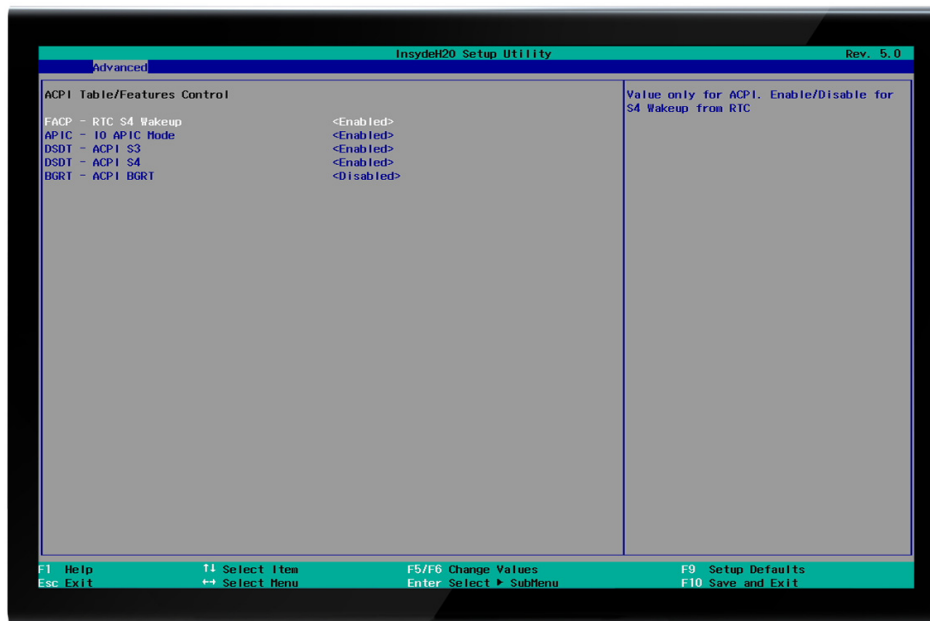 InsydeH20 Setup Utility Rev. 5.0
Advanced
ACPI Table/Features Control
FACP - RTC S4 Wakeup <Enabled>
APIC - IO APIC Mode <Enabled>
DSDT - ACPI S3 <Enabled>
DSDT - ACPI S4 <Enabled>
BGRT - ACPI BGRT <Disabled>
Value only for ACPI. Enable/Disable for
S4 Wakeup from RTC
F1 Help ↑↓ Select Item F5/F6 Change Values F9 Setup Defaults
Esc Exit ↔ Select Menu Enter Select ▶ SubMenu F10 Save and Exit